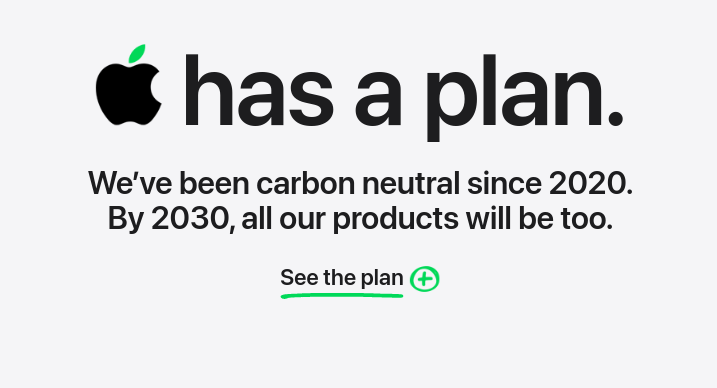 has a plan.
We’ve been carbon neutral since 2020.
By 2030, all our products will be too.
See the plan